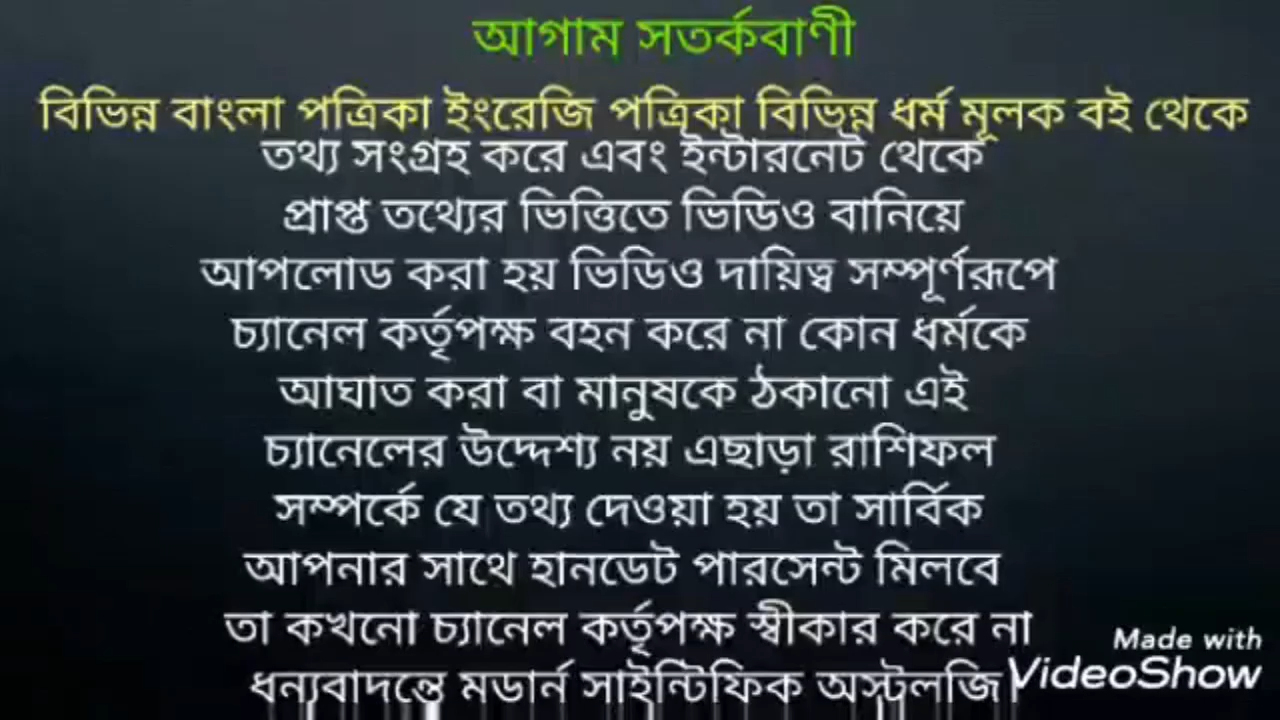 আগাম সতর্কবাণী
বিভিন্ন বাংলা পত্রিকা ইংরেজি পত্রিকা বিভিন্ন ধর্ম মূলক বই থেকে
তথ্য সংগ্রহ করে এবং ইন্টারনেট থেকে
প্রাপ্ত তথ্যের ভিত্তিতে ভিডিও বানিয়ে
আপলোড করা হয় ভিডিও দায়িত্ব সম্পূর্ণরূপে
চ্যানেল কর্তৃপক্ষ বহন করে না কোন ধর্মকে
আঘাত করা বা মানুষকে ঠকানো এই
চ্যানেলের উদ্দেশ্য নয় এছাড়া রাশিফল
সম্পর্কে যে তথ্য দেওয়া হয় তা সার্বিক
আপনার সাথে হানডেট পারসেন্ট মিলবে
তা কখনো চ্যানেল কর্তৃপক্ষ স্বীকার করে না
ধন্যবাদন্তে মডার্ন সাইন্টিফিক অস্ট্রলজি।
Made with
VideoShow